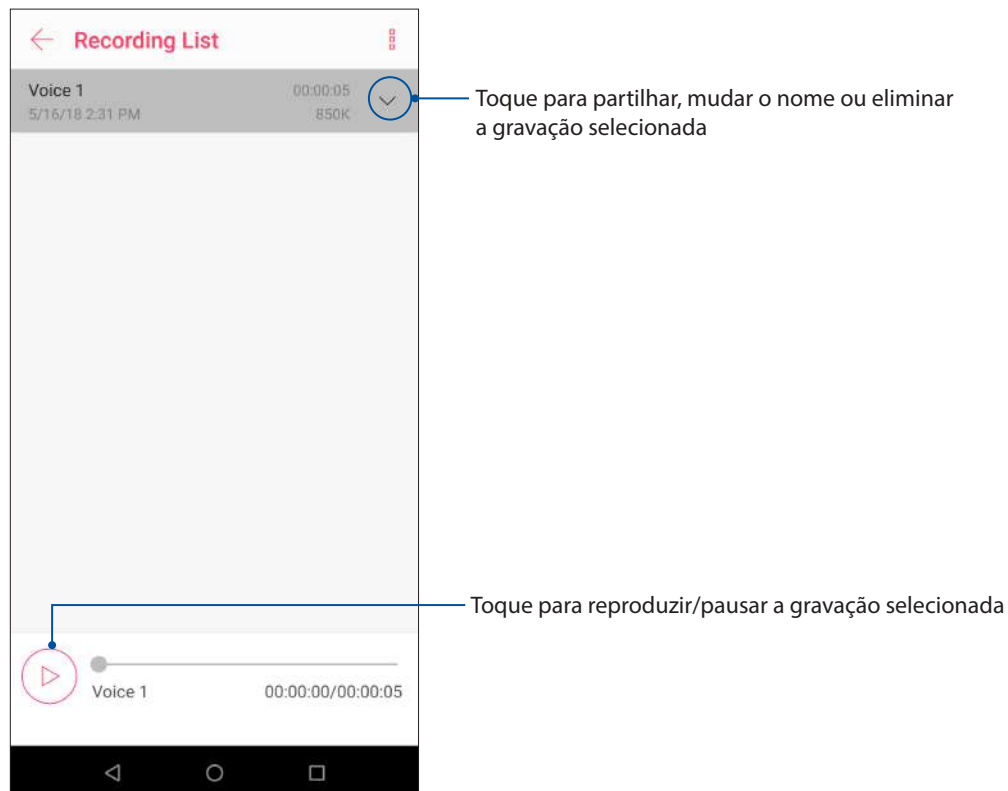 Recording List
Voice 1 00:00:05
5/16/18 2:31 PM 850K
Toque para partilhar, mudar o nome ou eliminar
a gravação selecionada
Toque para reproduzir/pausar a gravação selecionada
Voice 1 00:00:00/00:00:05